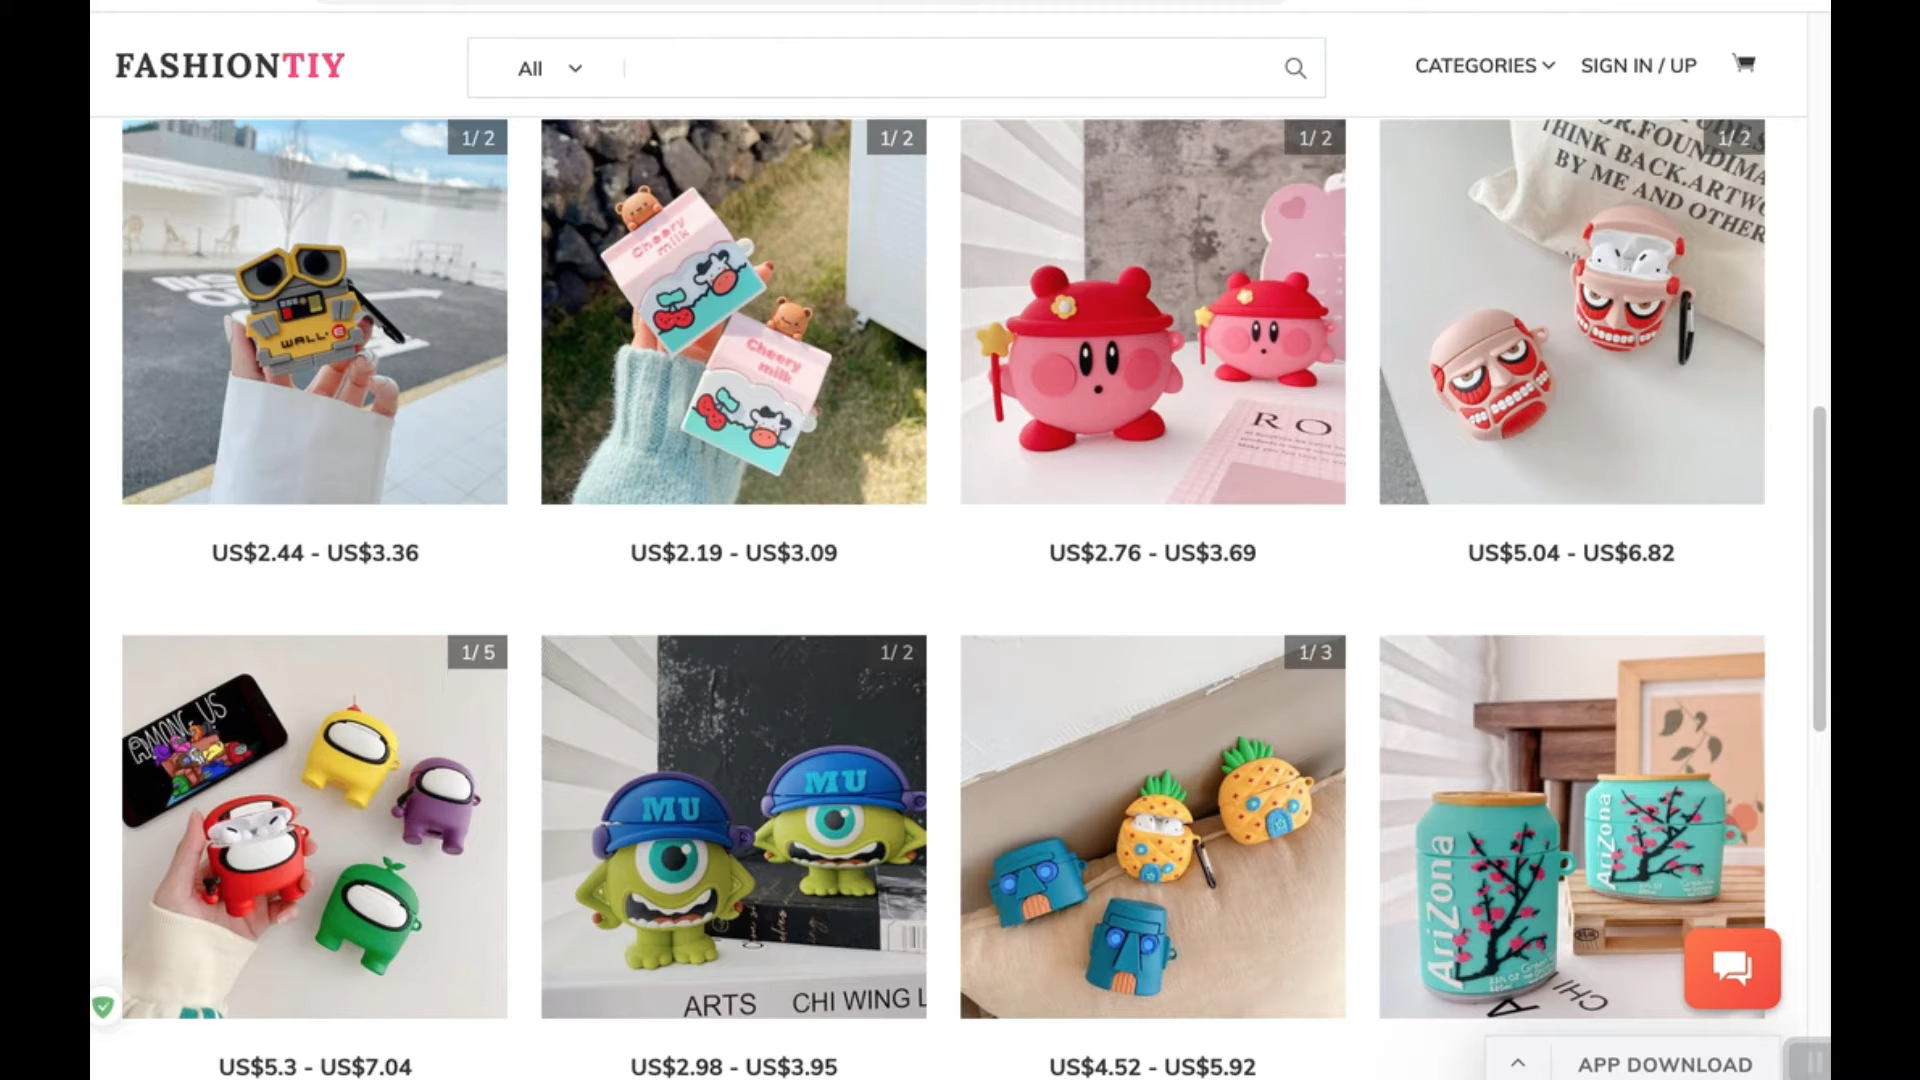 FASHIONTIY
All
CATEGORIES
SIGN IN / UP
1/ 2
1/ 2
1/ 2
1/ 2
WALL·E
Cheery
milk
Cheery
milk
RO
THINK BACK.ARTWO
BY ME AND OTHER
US$2.44 - US$3.36
US$2.19 - US$3.09
US$2.76 - US$3.69
US$5.04 - US$6.82
1/ 5
1/ 2
1/ 3
AMONG US
MU
MU
ARTS
CHI WING L
AriZona
AriZona
CHI
US$5.3 - US$7.04
US$2.98 - US$3.95
US$4.52 - US$5.92
APP DOWNLOAD